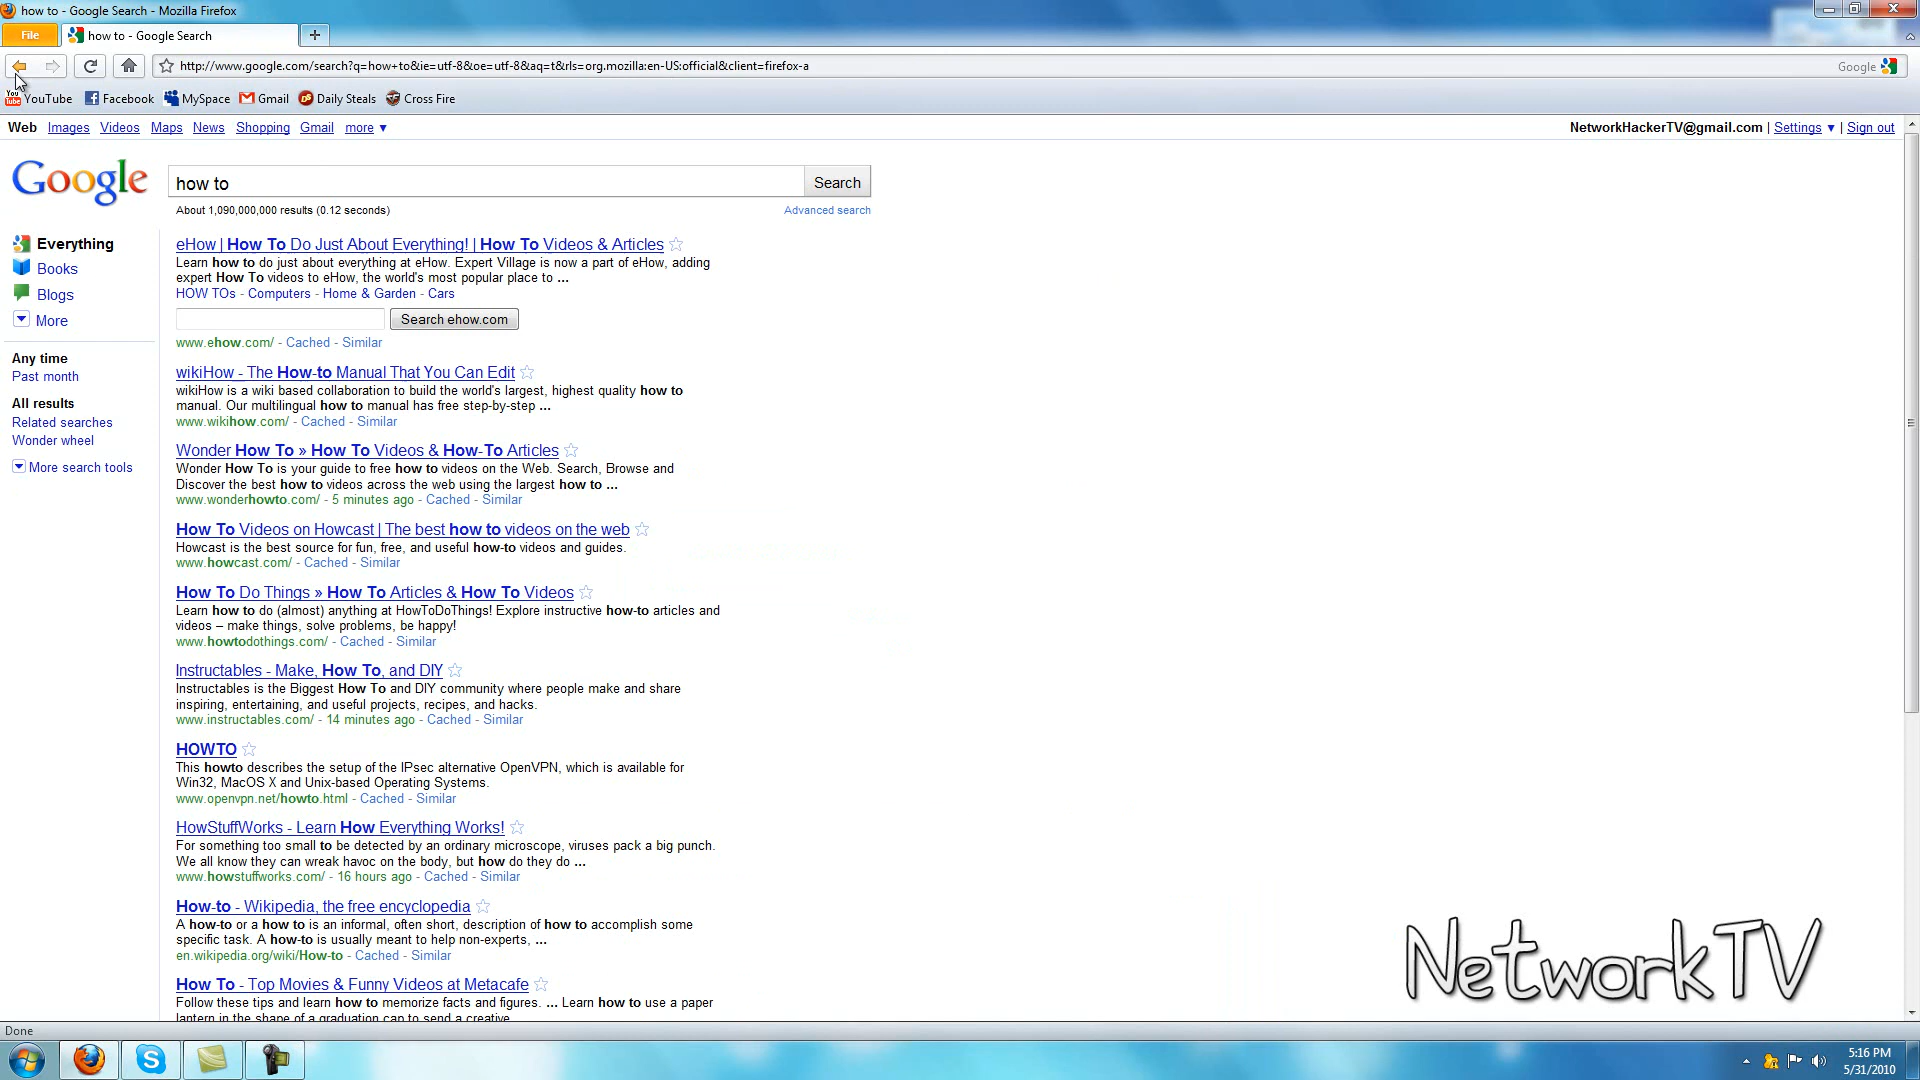 how to - Google Search - Mozilla Firefox
File
how to - Google Search
http://www.google.com/search?q=how+to&ie=utf-8&oe=utf-8&aq=t&rls=org.mozilla:en-US:official&client=firefox-a
Google
YouTube Facebook MySpace Gmail Daily Steals Cross Fire
Web Images Videos Maps News Shopping Gmail more ▼
NetworkHackerTV@gmail.com | Settings ▼ | Sign out
Google
how to
Search
About 1,090,000,000 results (0.12 seconds)
Advanced search
Everything
Books
Blogs
More
Any time
Past month
All results
Related searches
Wonder wheel
More search tools
eHow | How To Do Just About Everything! | How To Videos & Articles
Learn how to do just about everything at eHow. Expert Village is now a part of eHow, adding
expert How To videos to eHow, the world's most popular place to ...
HOW TOs - Computers - Home & Garden - Cars
Search ehow.com
www.ehow.com/ - Cached - Similar
wikiHow - The How-to Manual That You Can Edit
wikiHow is a wiki based collaboration to build the world's largest, highest quality how to
manual. Our multilingual how to manual has free step-by-step ...
www.wikihow.com/ - Cached - Similar
Wonder How To » How To Videos & How-To Articles
Wonder How To is your guide to free how to videos on the Web. Search, Browse and
Discover the best how to videos across the web using the largest how to ...
www.wonderhowto.com/ - 5 minutes ago - Cached - Similar
How To Videos on Howcast | The best how to videos on the web
Howcast is the best source for fun, free, and useful how-to videos and guides.
www.howcast.com/ - Cached - Similar
How To Do Things » How To Articles & How To Videos
Learn how to do (almost) anything at HowToDoThings! Explore instructive how-to articles and
videos – make things, solve problems, be happy!
www.howtodothings.com/ - Cached - Similar
Instructables - Make, How To, and DIY
Instructables is the Biggest How To and DIY community where people make and share
inspiring, entertaining, and useful projects, recipes, and hacks.
www.instructables.com/ - 14 minutes ago - Cached - Similar
HOWTO
This howto describes the setup of the IPsec alternative OpenVPN, which is available for
Win32, MacOS X and Unix-based Operating Systems.
www.openvpn.net/howto.html - Cached - Similar
HowStuffWorks - Learn How Everything Works!
For something too small to be detected by an ordinary microscope, viruses pack a big punch.
We all know they can wreak havoc on the body, but how do they do ...
www.howstuffworks.com/ - 16 hours ago - Cached - Similar
How-to - Wikipedia, the free encyclopedia
A how-to or a how to is an informal, often short, description of how to accomplish some
specific task. A how-to is usually meant to help non-experts, ...
en.wikipedia.org/wiki/How-to - Cached - Similar
How To - Top Movies & Funny Videos at Metacafe
Follow these tips and learn how to memorize facts and figures. ... Learn how to use a paper
lantern in the shape of a graduation cap to send a creative
NetworkTV
Done
5:16 PM
5/31/2010